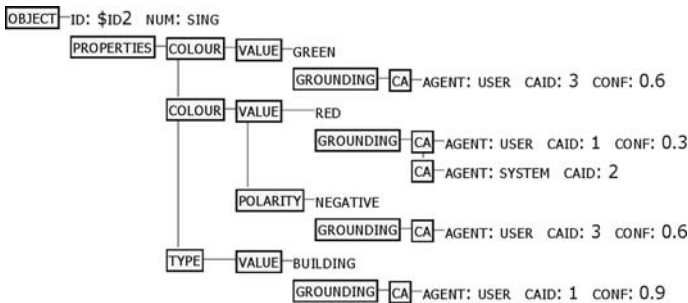 OBJECT ID: $ID2 NUM: SING
PROPERTIES COLOUR VALUE GREEN
GROUNDING CA AGENT: USER CAID: 3 CONF: 0.6
COLOUR VALUE RED
GROUNDING CA AGENT: USER CAID: 1 CONF: 0.3
CA AGENT: SYSTEM CAID: 2
POLARITY NEGATIVE
GROUNDING CA AGENT: USER CAID: 3 CONF: 0.6
TYPE VALUE BUILDING
GROUNDING CA AGENT: USER CAID: 1 CONF: 0.9